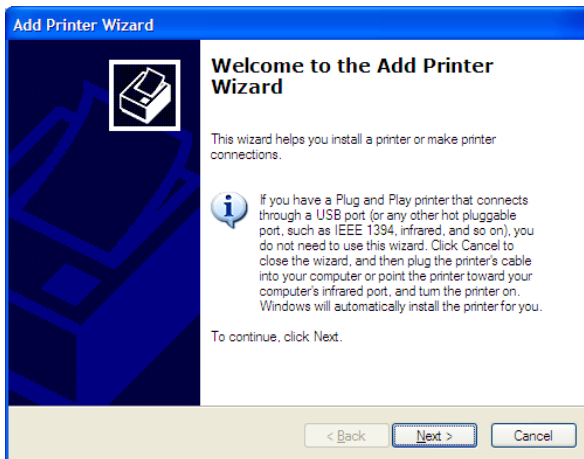 Add Printer Wizard
Welcome to the Add Printer
Wizard
This wizard helps you install a printer or make printer
connections.
If you have a Plug and Play printer that connects
through a USB port (or any other hot pluggable
port, such as IEEE 1394, infrared, and so on), you
do not need to use this wizard. Click Cancel to
close the wizard, and then plug the printer's cable
into your computer or point the printer toward your
computer's infrared port, and turn the printer on.
Windows will automatically install the printer for you.
To continue, click Next.
< Back Next > Cancel